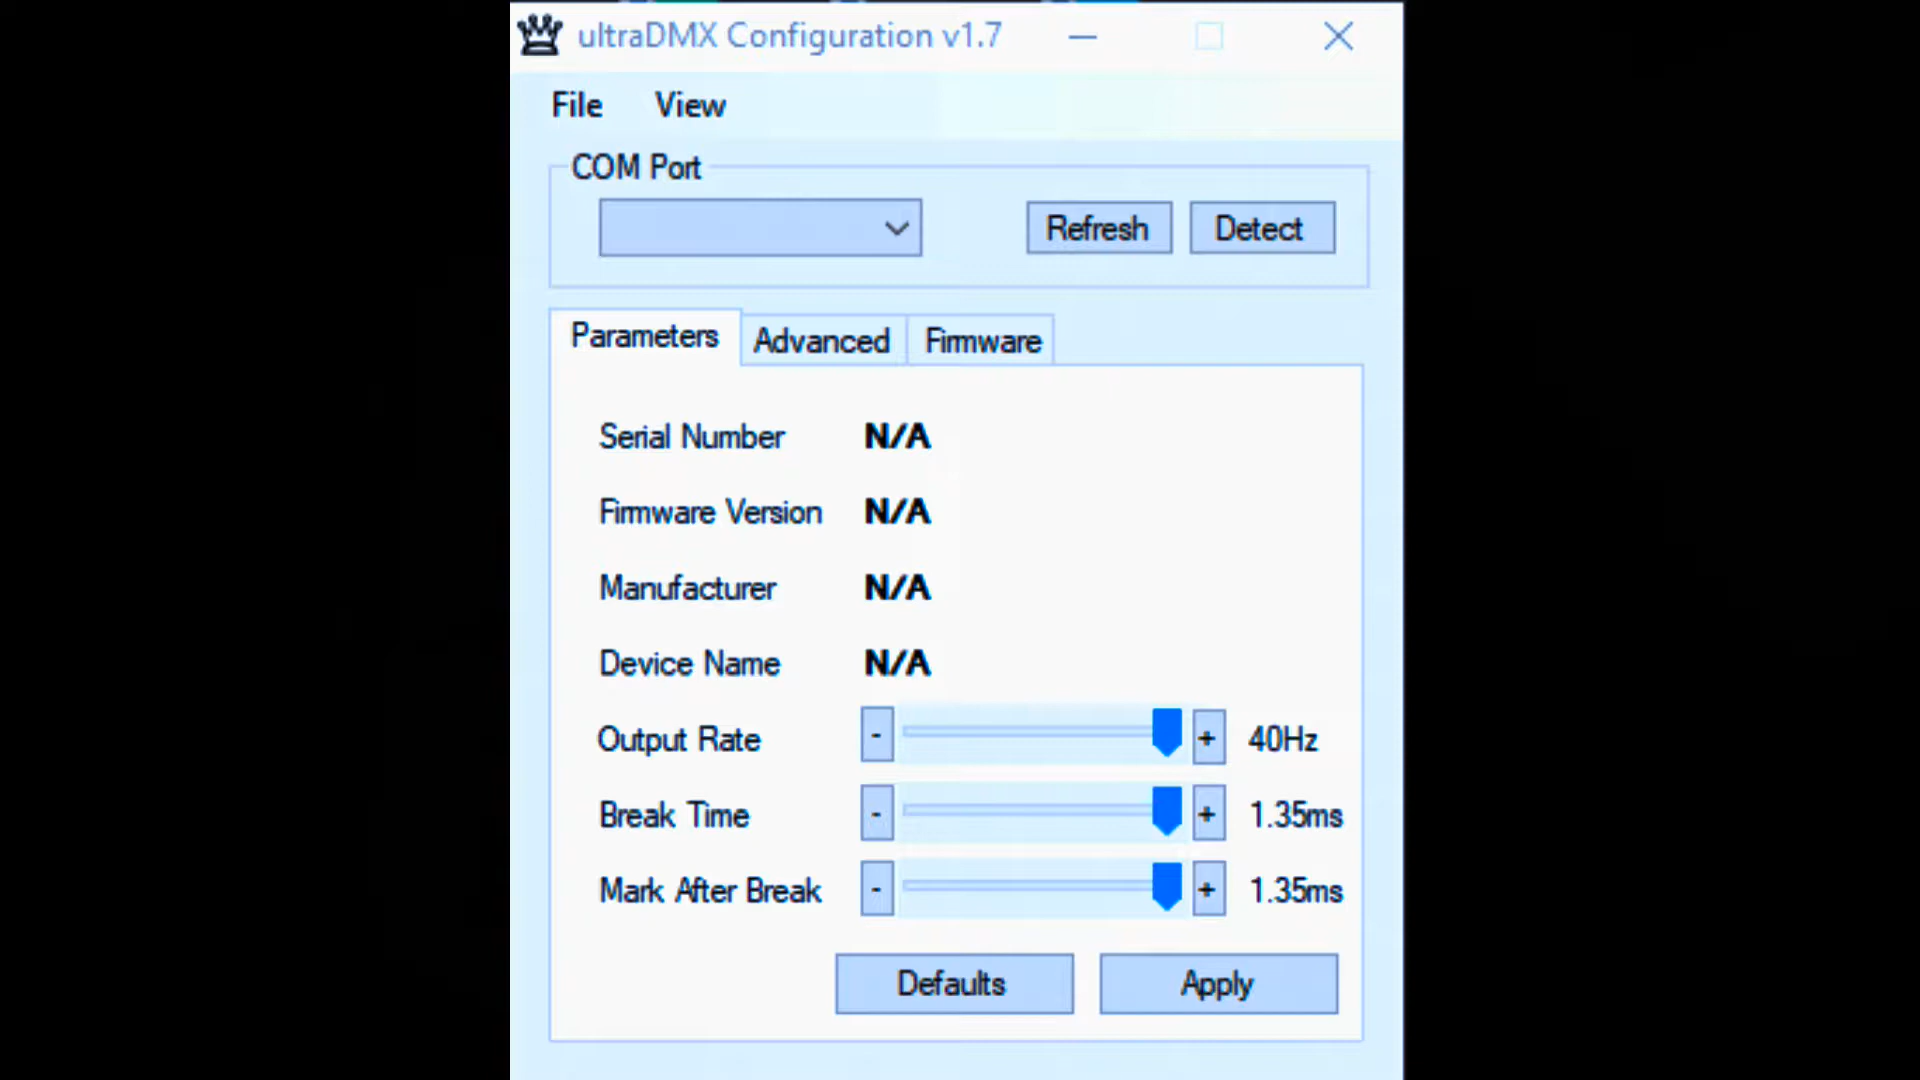 ultraDMX Configuration v1.7
File View
COM Port
Refresh Detect
Parameters Advanced Firmware
Serial Number N/A
Firmware Version N/A
Manufacturer N/A
Device Name N/A
Output Rate - + 40Hz
Break Time - + 1.35ms
Mark After Break - + 1.35ms
Defaults Apply